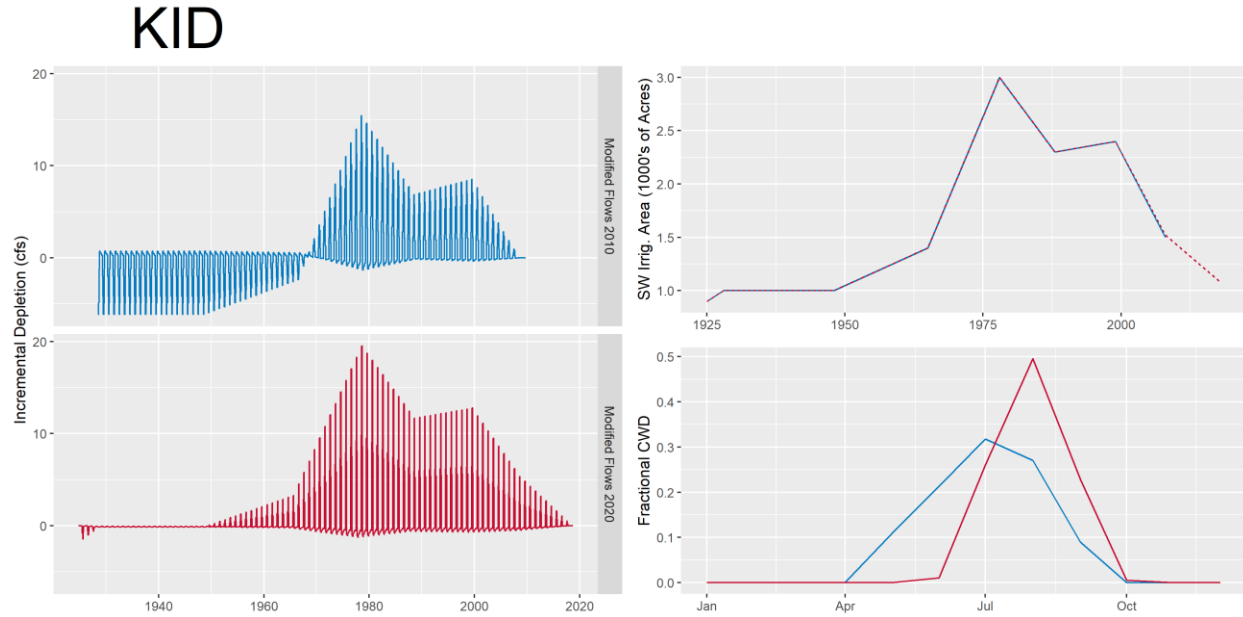 KID
Incremental Depletion (cfs)
20
10
0
Modified Flows 2010
20
10
0
Modified Flows 2020
1940 1960 1980 2000 2020
SW Irrig. Area (1000's of Acres)
3.0
2.5
2.0
1.5
1.0
1925 1950 1975 2000
Fractional CWD
0.5
0.4
0.3
0.2
0.1
0.0
Jan Apr Jul Oct